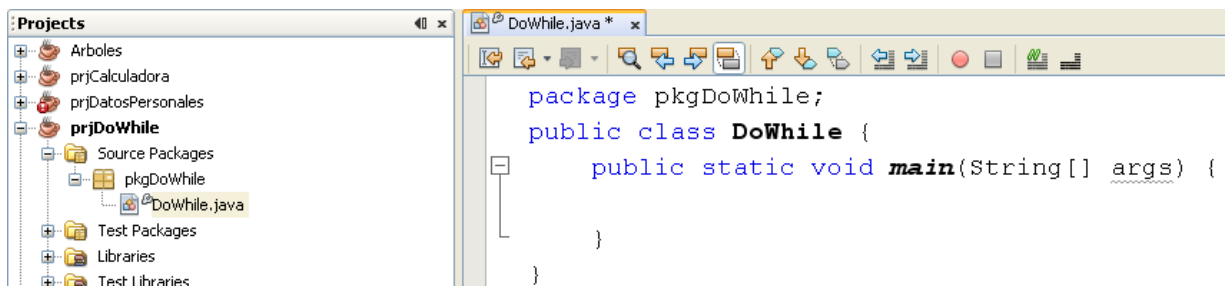 Projects
Arboles
prjCalculadora
prjDatosPersonales
prjDoWhile
Source Packages
pkgDoWhile
DoWhile.java
Test Packages
Libraries
Test Libraries
DoWhile.java * x
package pkgDoWhile;
public class DoWhile {
public static void main(String[] args) {
}
}